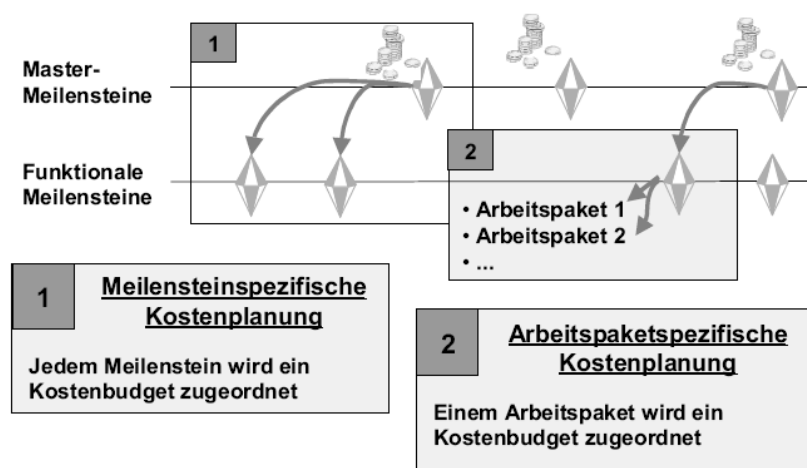 1
Master-
Meilensteine
2
Funktionale
Meilensteine
• Arbeitspaket 1
• Arbeitspaket 2
• ...
1
Meilensteinspezifische
Kostenplanung
Jedem Meilenstein wird ein
Kostenbudget zugeordnet
2
Arbeitspaketspezifische
Kostenplanung
Einem Arbeitspaket wird ein
Kostenbudget zugeordnet